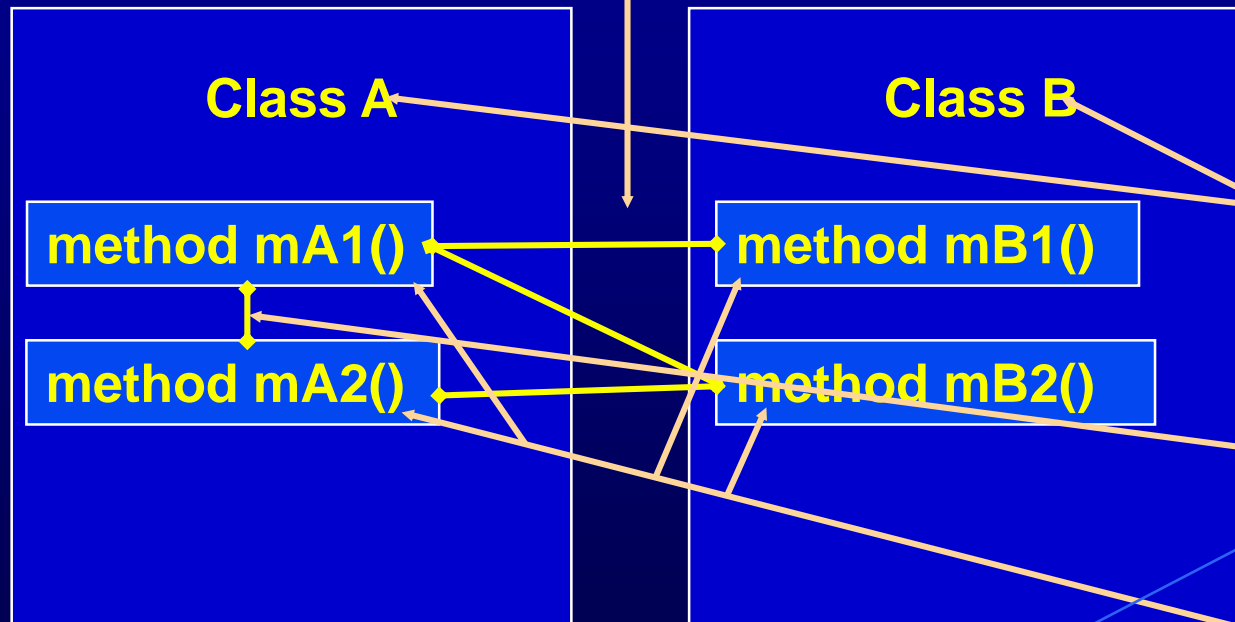 Class A
Class B
method mA1()
method mB1()
method mA2()
method mB2()